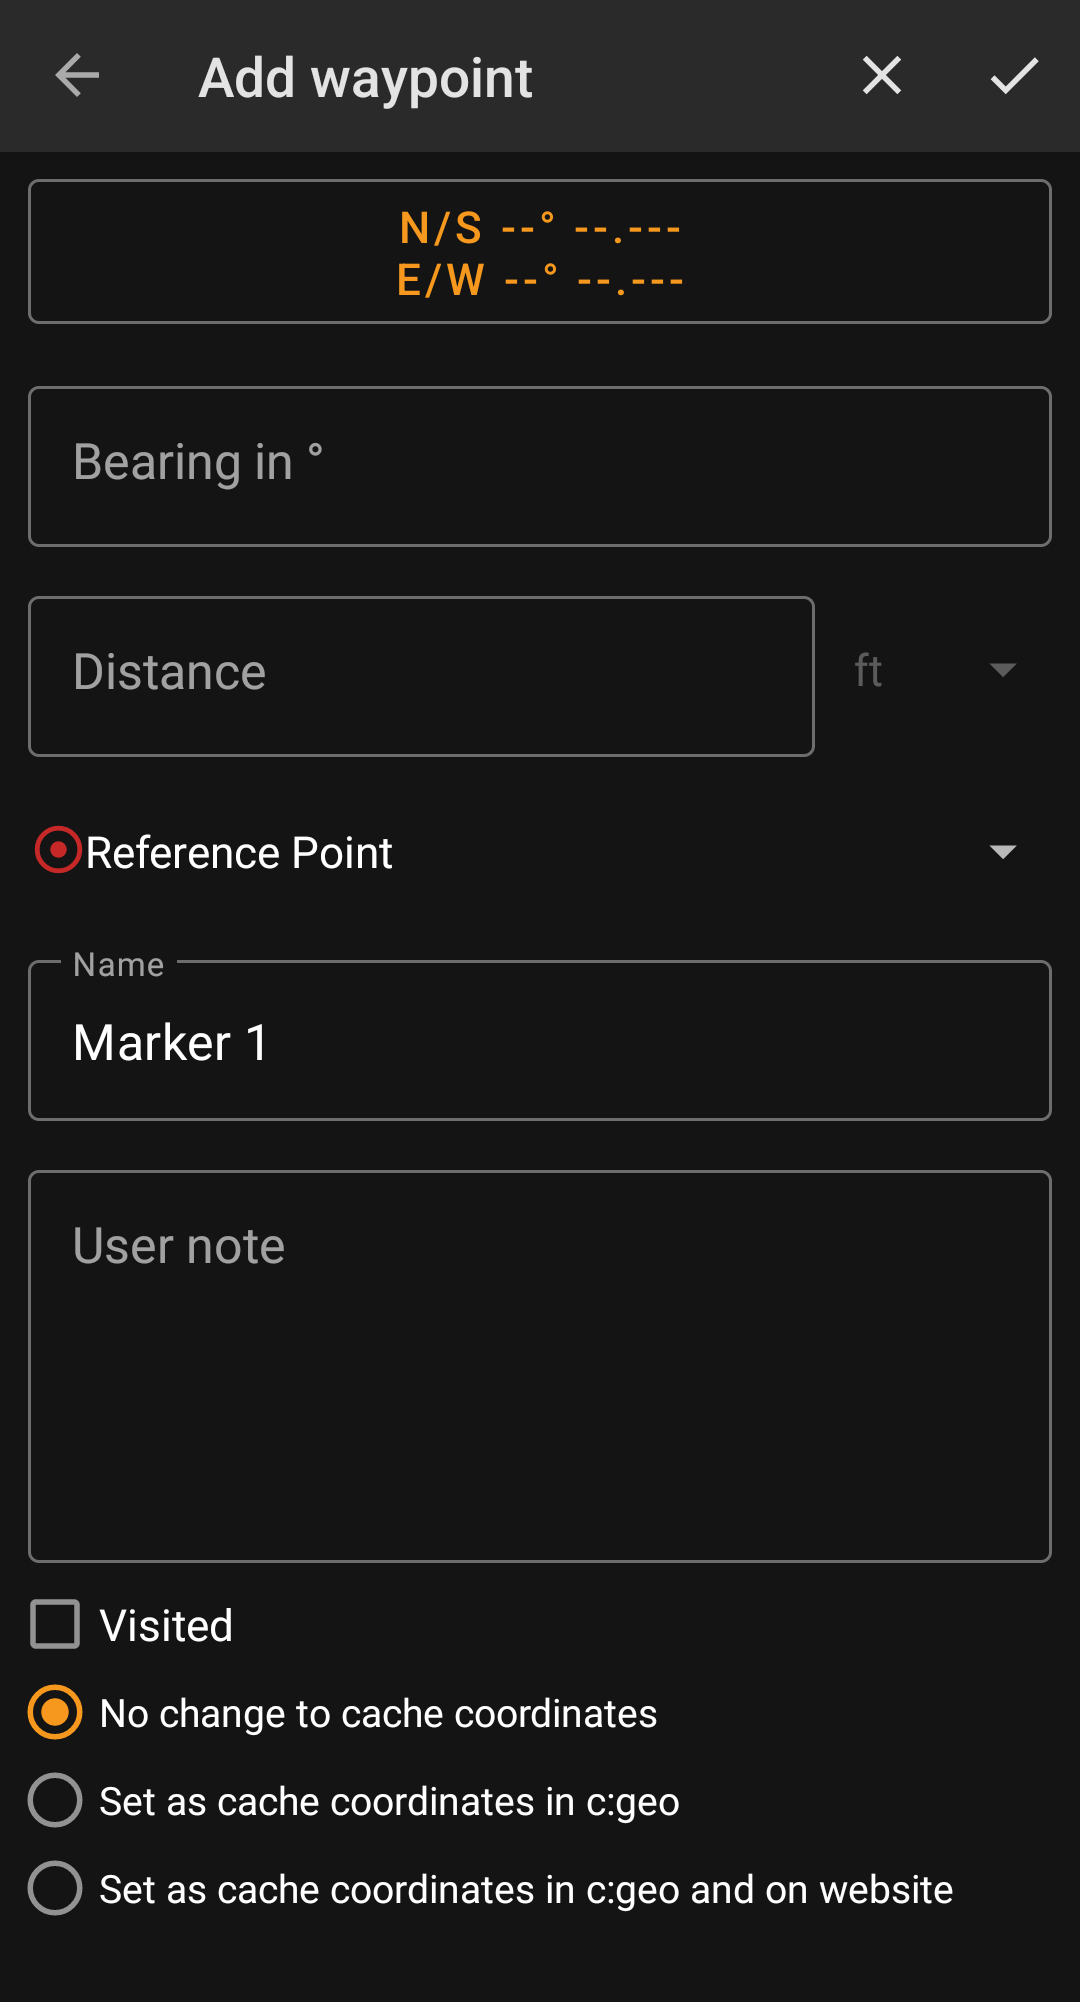 Add waypoint
N/S --° --.---
E/W --° --.---
Bearing in °
Distance
ft
Reference Point
Name
Marker 1
User note
Visited
No change to cache coordinates
Set as cache coordinates in c:geo
Set as cache coordinates in c:geo and on website